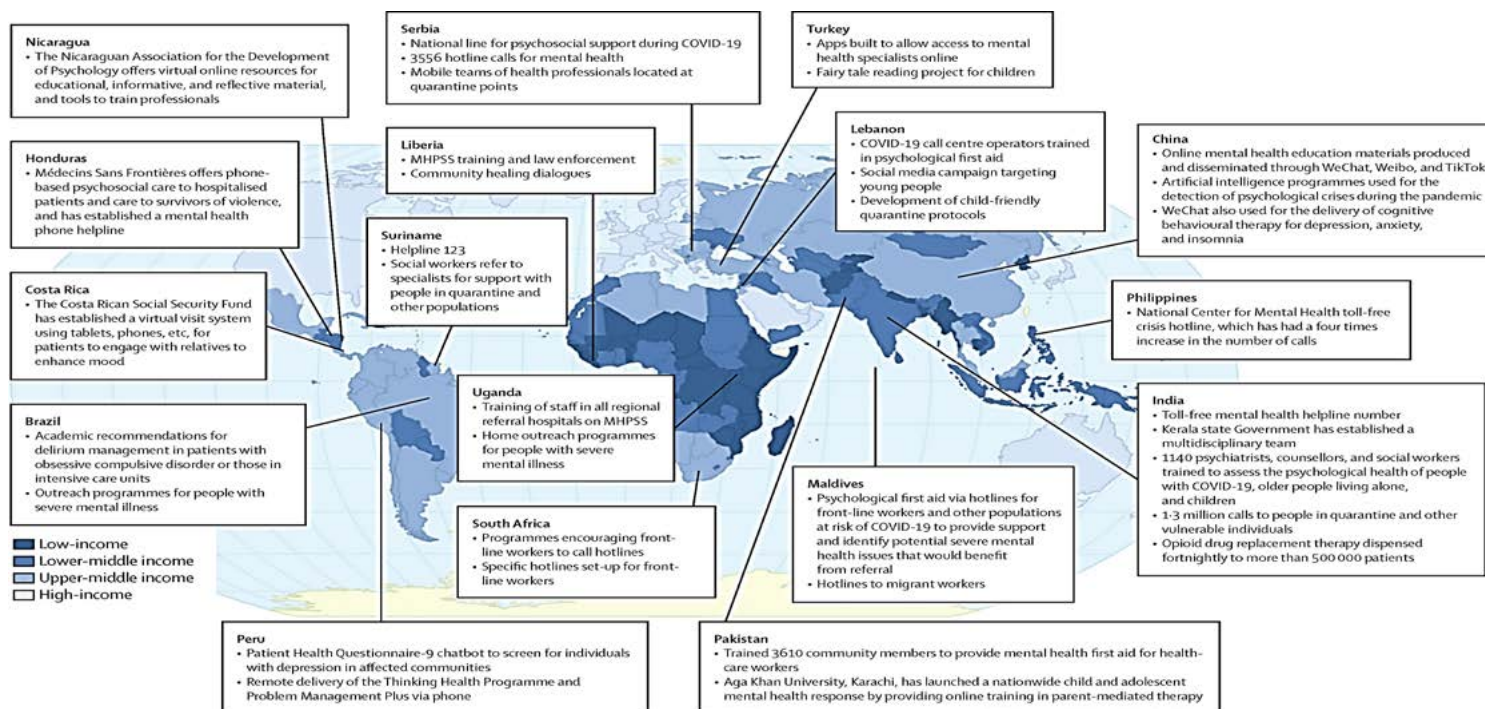 Nicaragua
• The Nicaraguan Association for the Development
of Psychology offers virtual online resources for
educational, informative, and reflective material,
and tools to train professionals
Serbia
• National line for psychosocial support during COVID-19
• 3556 hotline calls for mental health
• Mobile teams of health professionals located at
quarantine points
Turkey
• Apps built to allow access to mental
health specialists online
• Fairy tale reading project for children
Honduras
• Médecins Sans Frontières offers phone-
based psychosocial care to hospitalised
patients and care to survivors of violence,
and has established a mental health
phone helpline
Liberia
• MHPSS training and law enforcement
• Community healing dialogues
Lebanon
• COVID-19 call centre operators trained
in psychological first aid
• Social media campaign targeting
young people
• Development of child-friendly
quarantine protocols
China
• Online mental health education materials produced
and disseminated through WeChat, Weibo, and TikTok
• Artificial intelligence programmes used for the
detection of psychological crises during the pandemic
• WeChat also used for the delivery of cognitive
behavioural therapy for depression, anxiety,
and insomnia
Suriname
• Helpline 123
• Social workers refer to
specialists for support with
people in quarantine and
other populations
Costa Rica
• The Costa Rican Social Security Fund
has established a virtual visit system
using tablets, phones, etc, for
patients to engage with relatives to
enhance mood
Philippines
• National Center for Mental Health toll-free
crisis hotline, which has had a four times
increase in the number of calls
Uganda
• Training of staff in all regional
referral hospitals on MHPSS
• Home outreach programmes
for people with severe
mental illness
Brazil
• Academic recommendations for
delirium management in patients with
obsessive compulsive disorder or those in
intensive care units
• Outreach programmes for people with
severe mental illness
India
• Toll-free mental health helpline number
• Kerala state Government has established a
multidisciplinary team
• 1140 psychiatrists, counsellors, and social workers
trained to assess the psychological health of people
with COVID-19, older people living alone,
and children
• 1·3 million calls to people in quarantine and other
vulnerable individuals
• Opioid drug replacement therapy dispensed
fortnightly to more than 500 000 patients
Maldives
• Psychological first aid via hotlines for
front-line workers and other populations
at risk of COVID-19 to provide support
and identify potential severe mental
health issues that would benefit
from referral
• Hotlines to migrant workers
South Africa
• Programmes encouraging front-
line workers to call hotlines
• Specific hotlines set-up for front-
line workers
Low-income
Lower-middle income
Upper-middle income
High-income
Peru
• Patient Health Questionnaire-9 chatbot to screen for individuals
with depression in affected communities
• Remote delivery of the Thinking Health Programme and
Problem Management Plus via phone
Pakistan
• Trained 3610 community members to provide mental health first aid for health-
care workers
• Aga Khan University, Karachi, has launched a nationwide child and adolescent
mental health response by providing online training in parent-mediated therapy